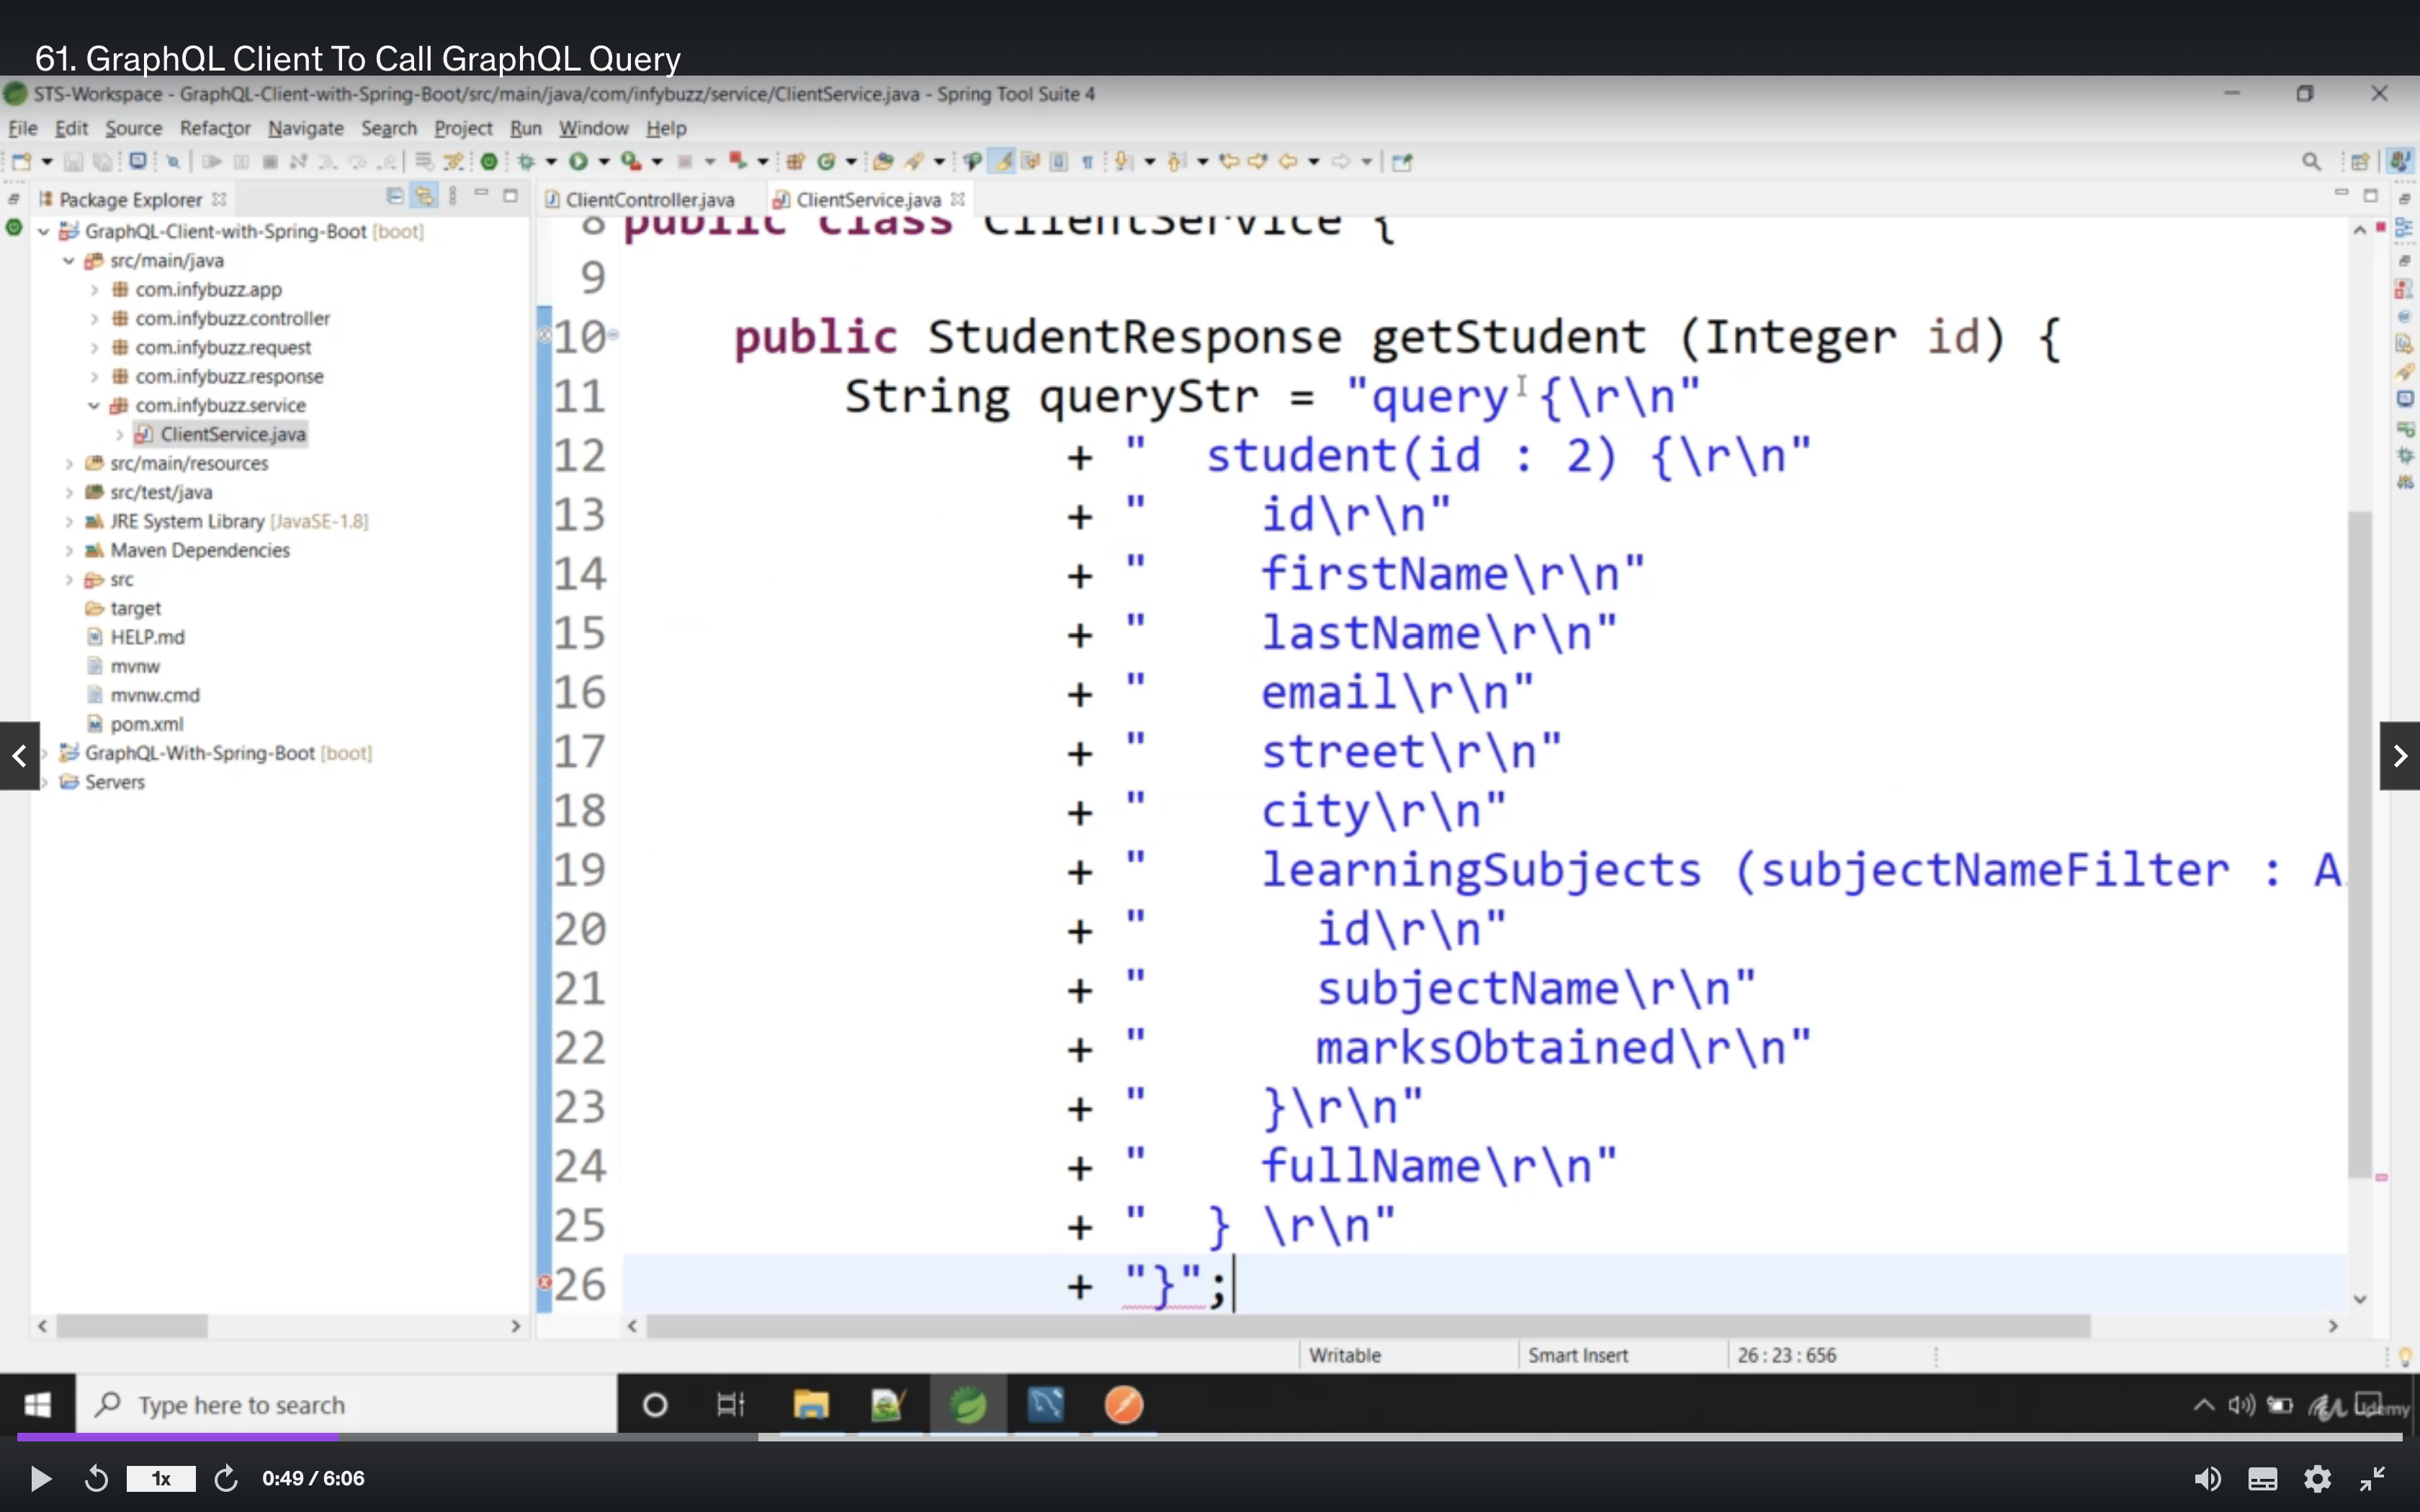 61. GraphQL Client To Call GraphQL Query
STS-Workspace - GraphQL-Client-with-Spring-Boot/src/main/java/com/infybuzz/service/ClientService.java - Spring Tool Suite 4
File Edit Source Refactor Navigate Search Project Run Window Help
Package Explorer
ClientController.java
ClientService.java
GraphQL-Client-with-Spring-Boot [boot]
src/main/java
com.infybuzz.app
com.infybuzz.controller
com.infybuzz.request
com.infybuzz.response
com.infybuzz.service
ClientService.java
src/main/resources
src/test/java
JRE System Library [JavaSE-1.8]
Maven Dependencies
src
target
HELP.md
mvnw
mvnw.cmd
pom.xml
GraphQL-With-Spring-Boot [boot]
Servers
8 public class ClientService {
9
10 public StudentResponse getStudent (Integer id) {
11 String queryStr = "query {\r\n"
12 + "  student(id : 2) {\r\n"
13 + "    id\r\n"
14 + "    firstName\r\n"
15 + "    lastName\r\n"
16 + "    email\r\n"
17 + "    street\r\n"
18 + "    city\r\n"
19 + "    learningSubjects (subjectNameFilter : A
20 + "      id\r\n"
21 + "      subjectName\r\n"
22 + "      marksObtained\r\n"
23 + "    }\r\n"
24 + "    fullName\r\n"
25 + "  } \r\n"
26 + "}";
Writable
Smart Insert
26 : 23 : 656
Type here to search
Udemy
1x
0:49 / 6:06